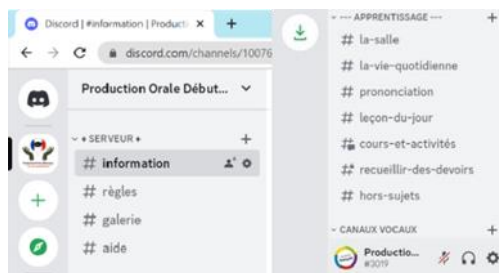 Discord | #information | Producti
discord.com/channels/10076
Production Orale Début...
+ SERVEUR +
# information
# règles
# galerie
# aide
--- APPRENTISSAGE ---
# la-salle
# la-vie-quotidienne
# prononciation
# leçon-du-jour
# cours-et-activités
# recueillir-des-devoirs
# hors-sujets
CANAUX VOCAUX
Productio...
#3019